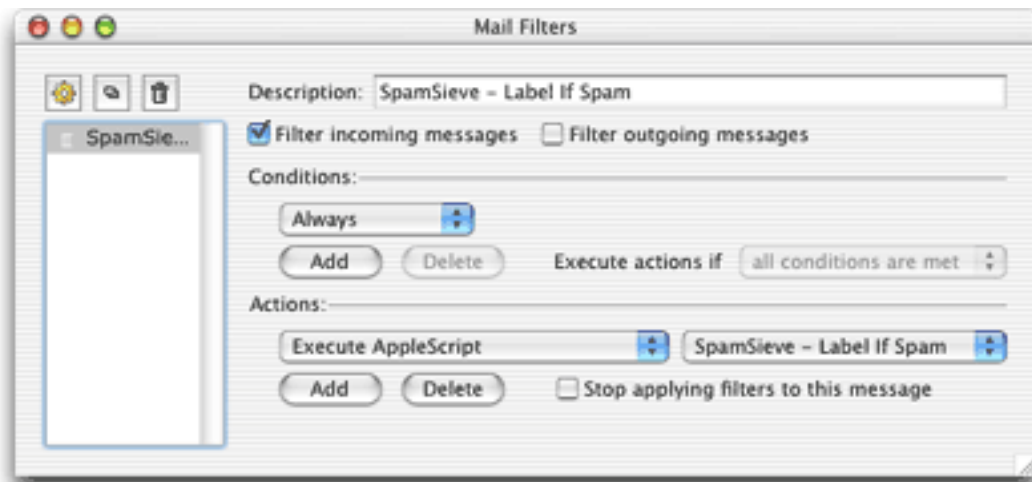 Mail Filters
Description: SpamSieve – Label If Spam
SpamSie...
Filter incoming messages Filter outgoing messages
Conditions:
Always
Add Delete Execute actions if all conditions are met
Actions:
Execute AppleScript SpamSieve – Label If Spam
Add Delete Stop applying filters to this message